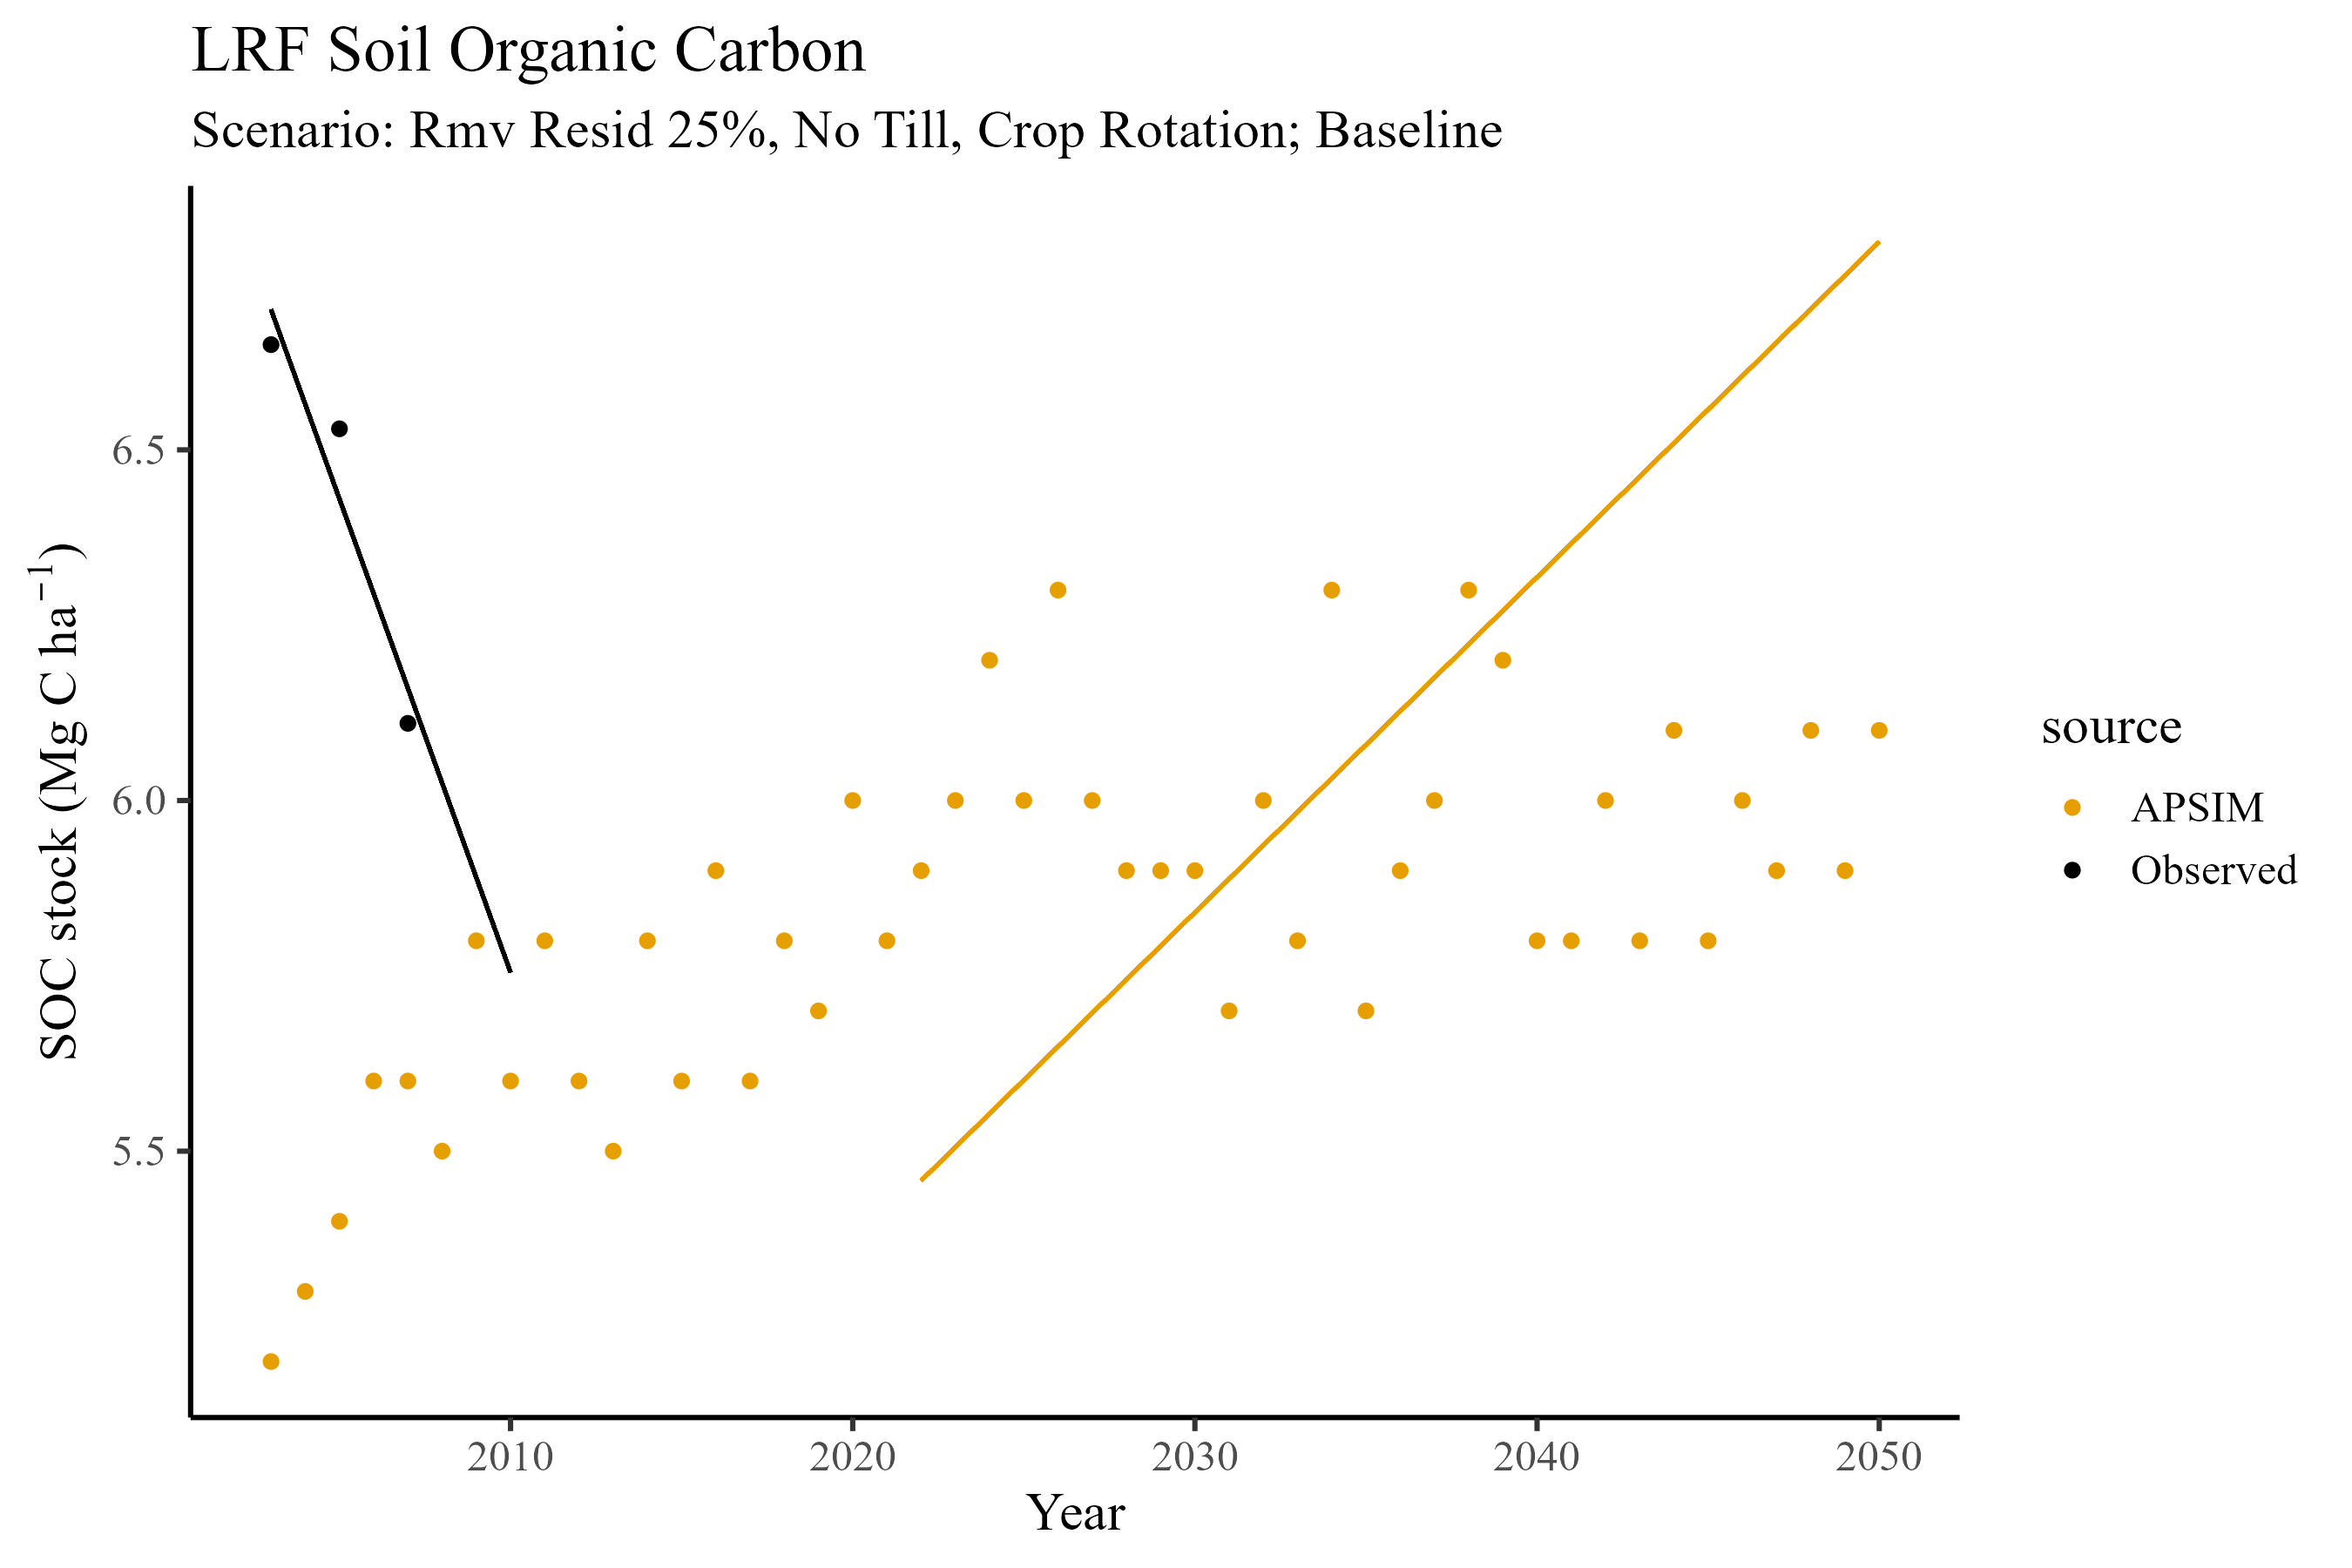 LRF Soil Organic Carbon
Scenario: Rmv Resid 25%, No Till, Crop Rotation; Baseline
SOC stock (Mg C ha⁻¹)
6.5
6.0
5.5
2010 2020 2030 2040 2050
Year
source
APSIM
Observed